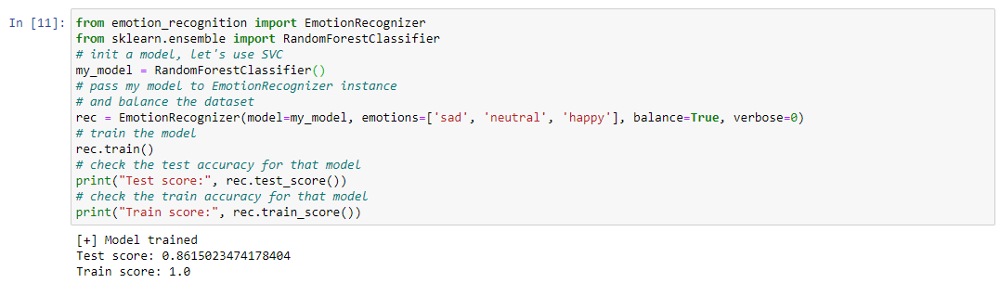 In [11]: from emotion_recognition import EmotionRecognizer
from sklearn.ensemble import RandomForestClassifier
# init a model, let's use SVC
my_model = RandomForestClassifier()
# pass my model to EmotionRecognizer instance
# and balance the dataset
rec = EmotionRecognizer(model=my_model, emotions=['sad', 'neutral', 'happy'], balance=True, verbose=0)
# train the model
rec.train()
# check the test accuracy for that model
print("Test score:", rec.test_score())
# check the train accuracy for that model
print("Train score:", rec.train_score())
[+] Model trained
Test score: 0.8615023474178404
Train score: 1.0